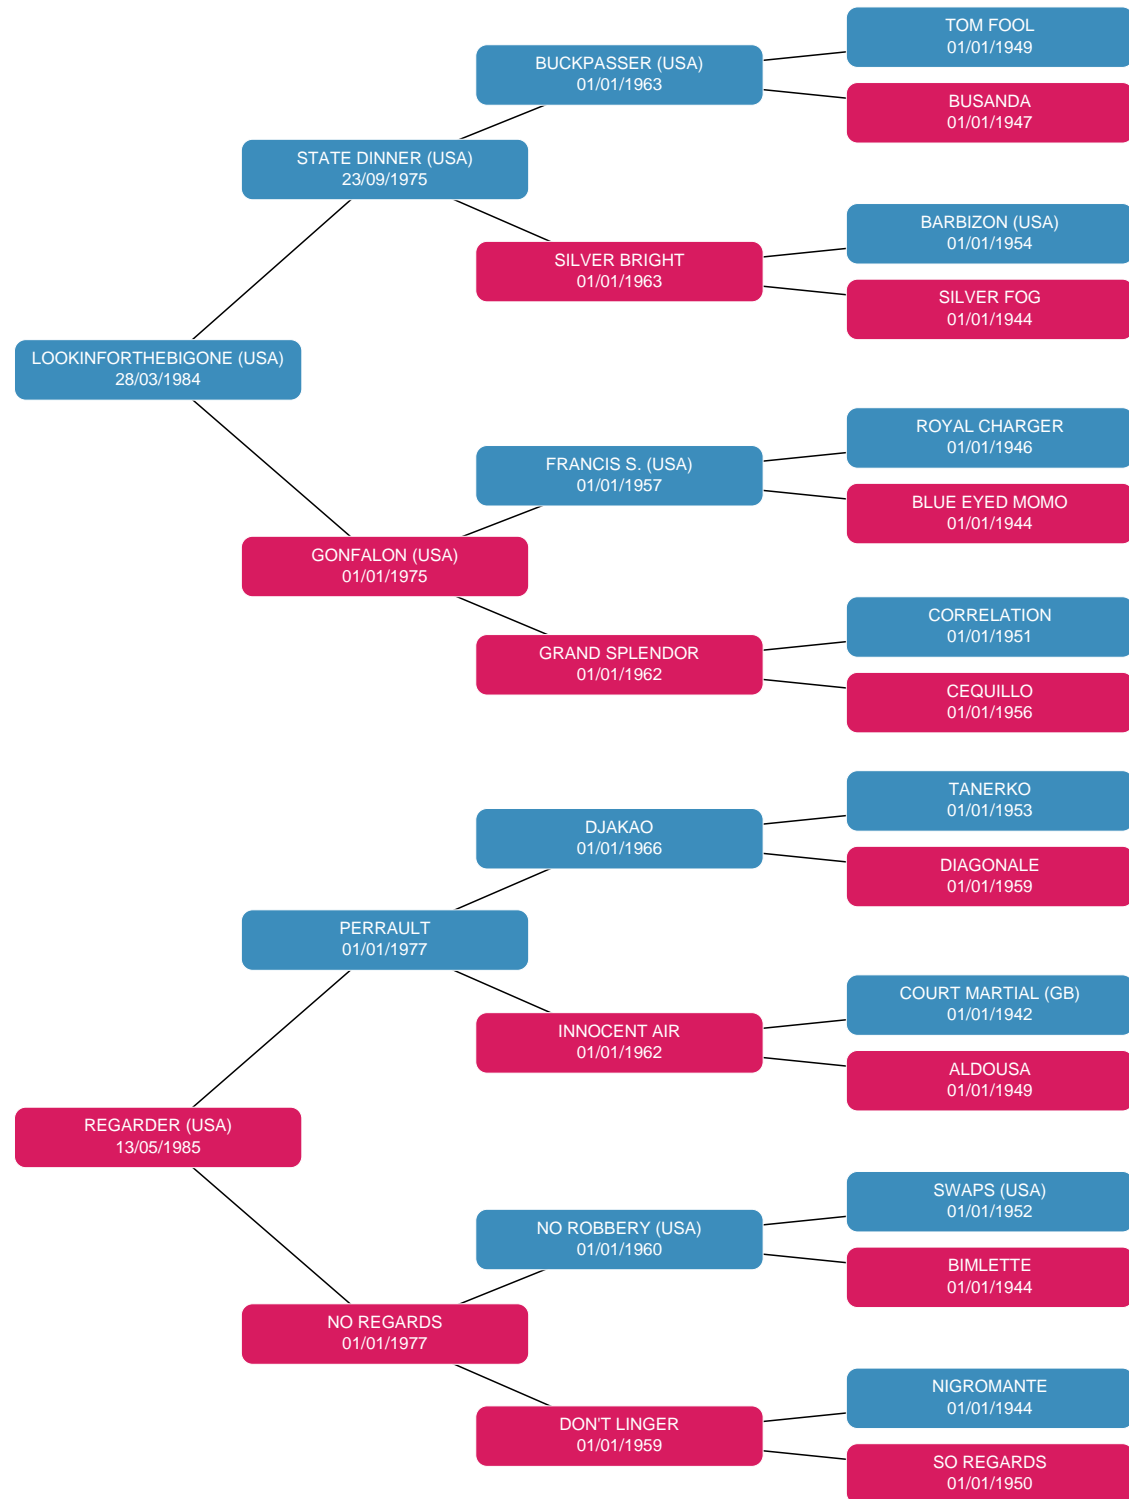 TOM FOOL
01/01/1949
BUCKPASSER (USA)
01/01/1963
BUSANDA
01/01/1947
STATE DINNER (USA)
23/09/1975
BARBIZON (USA)
01/01/1954
SILVER BRIGHT
01/01/1963
SILVER FOG
01/01/1944
LOOKINFORTHEBIGONE (USA)
28/03/1984
ROYAL CHARGER
01/01/1946
FRANCIS S. (USA)
01/01/1957
BLUE EYED MOMO
01/01/1944
GONFALON (USA)
01/01/1975
CORRELATION
01/01/1951
GRAND SPLENDOR
01/01/1962
CEQUILLO
01/01/1956
TANERKO
01/01/1953
DJAKAO
01/01/1966
DIAGONALE
01/01/1959
PERRAULT
01/01/1977
COURT MARTIAL (GB)
01/01/1942
INNOCENT AIR
01/01/1962
ALDOUSA
01/01/1949
REGARDER (USA)
13/05/1985
SWAPS (USA)
01/01/1952
NO ROBBERY (USA)
01/01/1960
BIMLETTE
01/01/1944
NO REGARDS
01/01/1977
NIGROMANTE
01/01/1944
DON'T LINGER
01/01/1959
SO REGARDS
01/01/1950